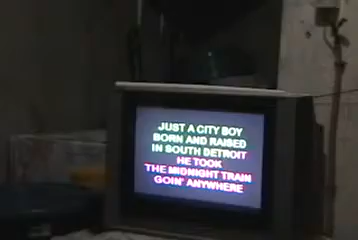 JUST A CITY BOY
BORN AND RAISED
IN SOUTH DETROIT
HE TOOK
THE MIDNIGHT TRAIN
GOIN' ANYWHERE